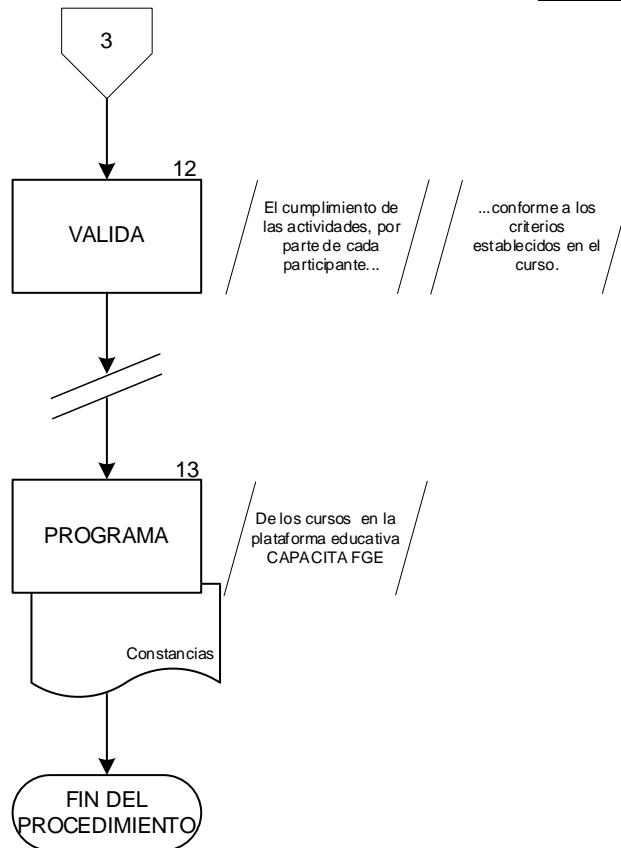 3
12
VALIDA
El cumplimiento de
las actividades, por
parte de cada
participante...
...conforme a los
criterios
establecidos en el
curso.
13
PROGRAMA
De los cursos en la
plataforma educativa
CAPACITA FGE
Constancias
FIN DEL
PROCEDIMIENTO